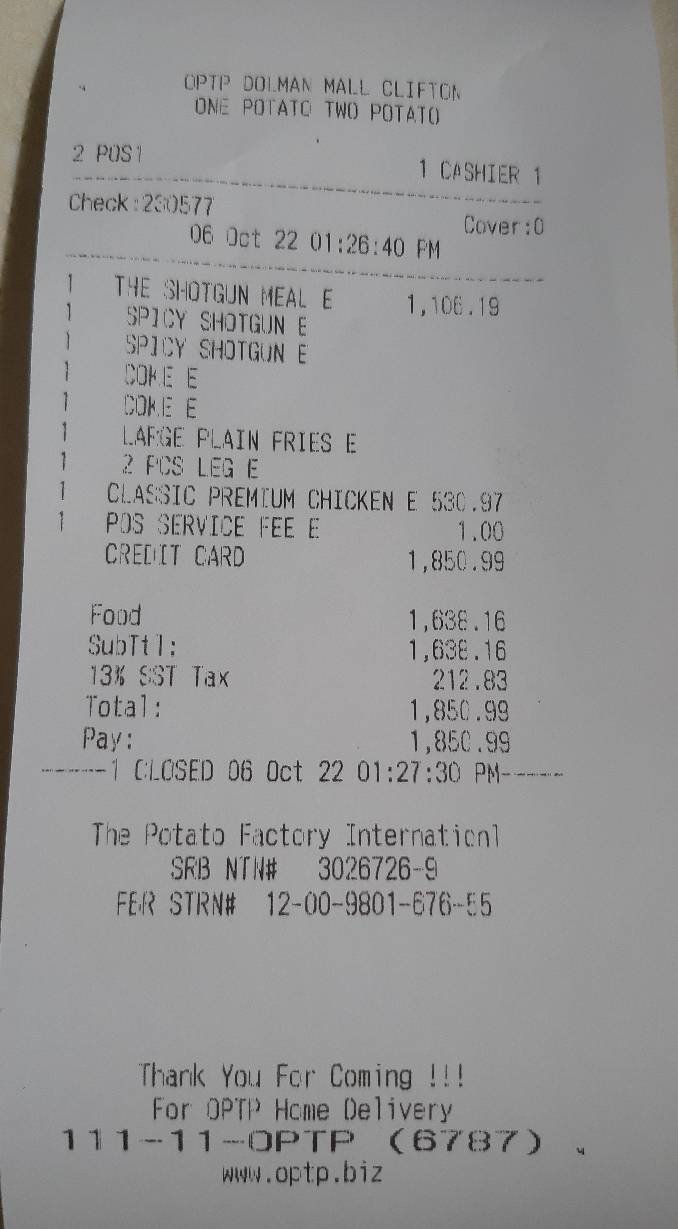 OPTP DOLMAN MALL CLIFTON
ONE POTATO TWO POTATO
2 POS1 1 CASHIER 1
Check:230577 Cover:0
06 Oct 22 01:26:40 PM
1 THE SHOTGUN MEAL E 1,106.19
1 SPICY SHOTGUN E
1 SPICY SHOTGUN E
1 COKE E
1 COKE E
1 LARGE PLAIN FRIES E
1 2 PCS LEG E
1 CLASSIC PREMIUM CHICKEN E 530.97
1 POS SERVICE FEE E 1.00
CREDIT CARD 1,850.99
Food 1,638.16
SubTtl: 1,638.16
13% SST Tax 212.83
Total: 1,850.99
Pay: 1,850.99
------1 CLOSED 06 Oct 22 01:27:30 PM------
The Potato Factory Internationl
SRB NTN# 3026726-9
FBR STRN# 12-00-9801-676-55
Thank You For Coming !!!
For OPTP Home Delivery
111-11-OPTP (6787)
www.optp.biz